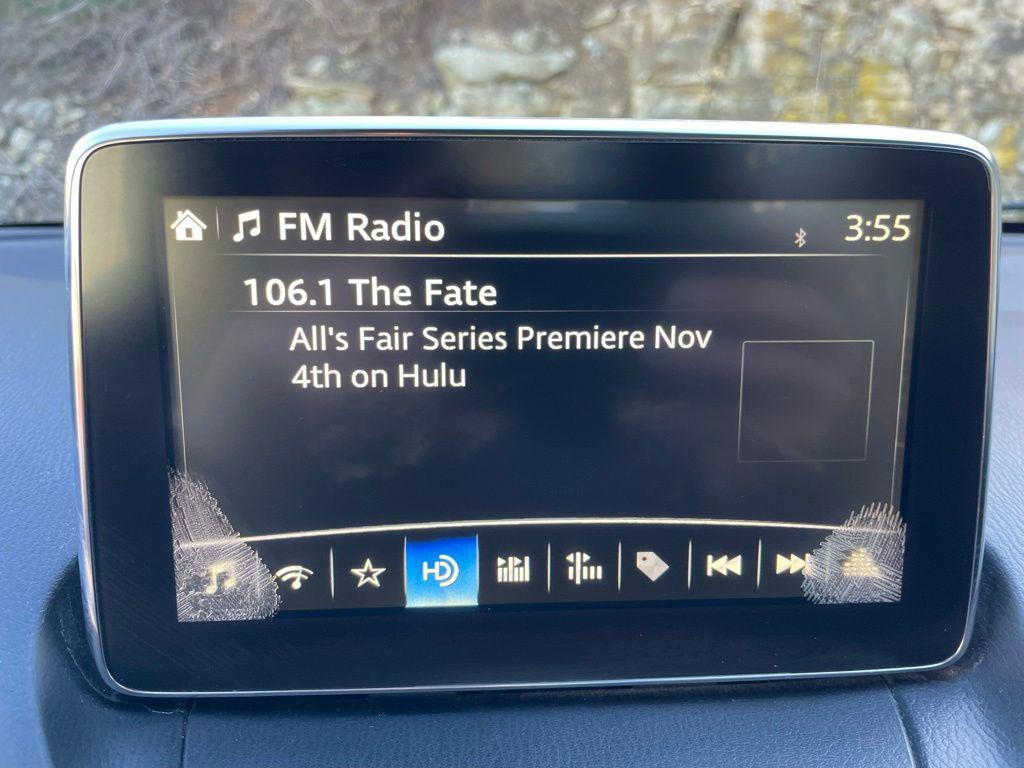 FM Radio
3:55
106.1 The Fate
All's Fair Series Premiere Nov
4th on Hulu
HD